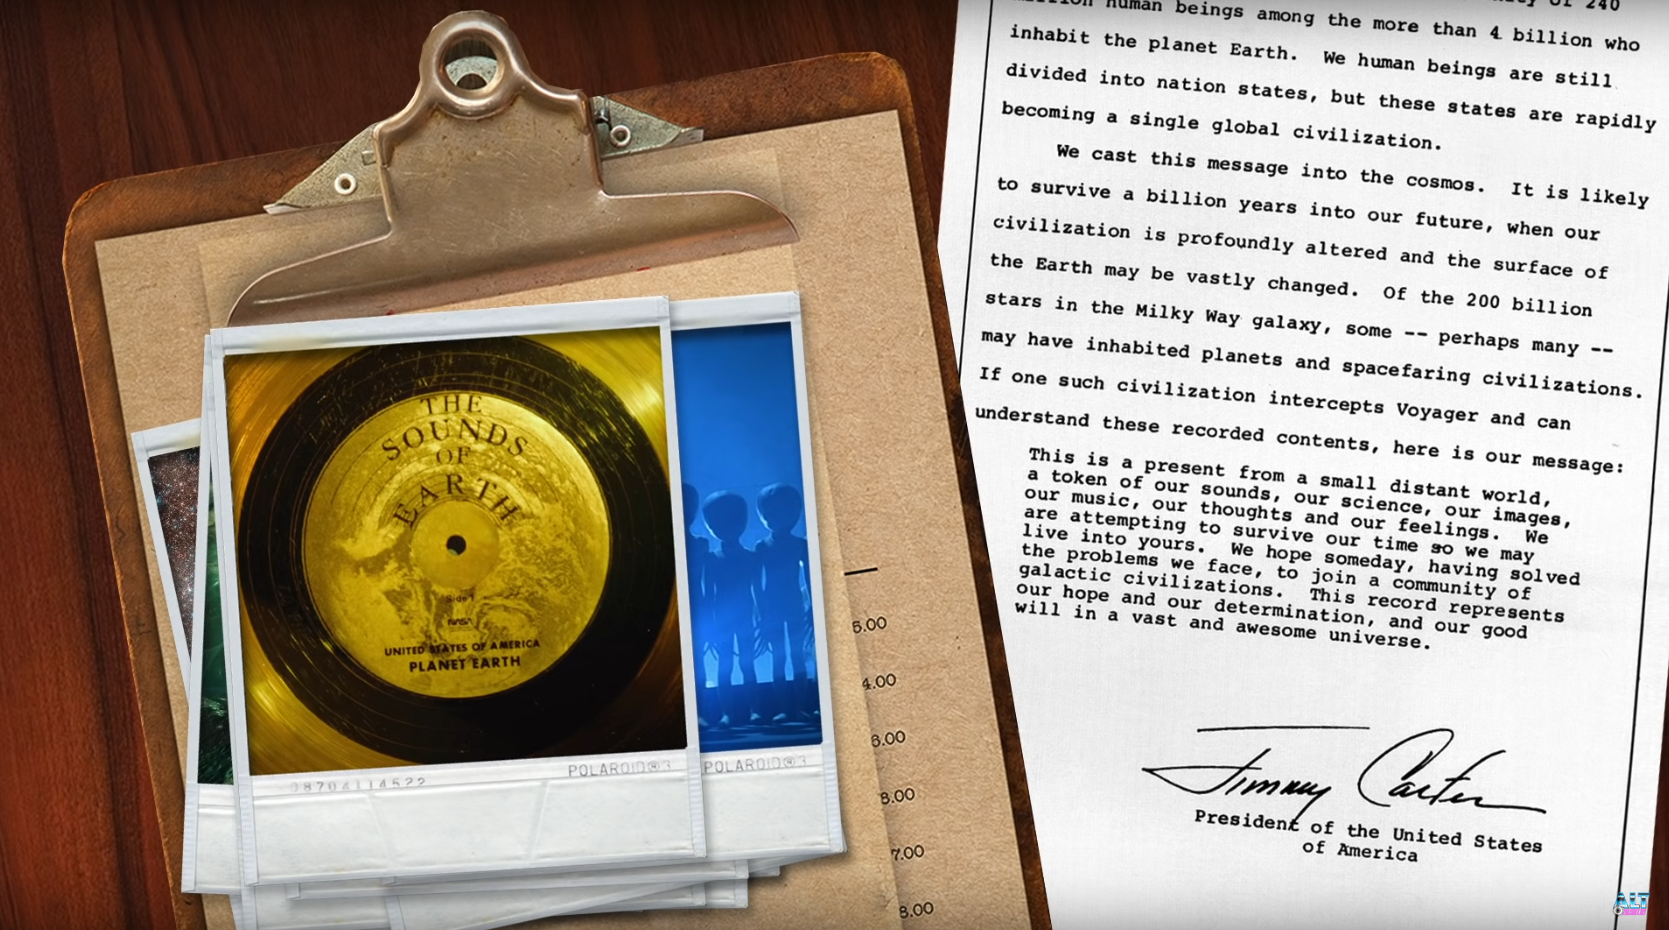 THE
SOUNDS
OF
EARTH
Side 1
NASA
UNITED STATES OF AMERICA
PLANET EARTH
POLAROID®3
POLAROID®3
5.00
4.00
8.00
7.00
8.00
of 240
million human beings among the more than 4 billion who
inhabit the planet Earth.  We human beings are still
divided into nation states, but these states are rapidly
becoming a single global civilization.
We cast this message into the cosmos.  It is likely
to survive a billion years into our future, when our
civilization is profoundly altered and the surface of
the Earth may be vastly changed.  Of the 200 billion
stars in the Milky Way galaxy, some -- perhaps many --
may have inhabited planets and spacefaring civilizations.
If one such civilization intercepts Voyager and can
understand these recorded contents, here is our message:
This is a present from a small distant world,
a token of our sounds, our science, our images,
our music, our thoughts and our feelings.  We
are attempting to survive our time so we may
live into yours.  We hope someday, having solved
the problems we face, to join a community of
galactic civilizations.  This record represents
our hope and our determination, and our good
will in a vast and awesome universe.
Jimmy Carter
President of the United States
of America
ALT